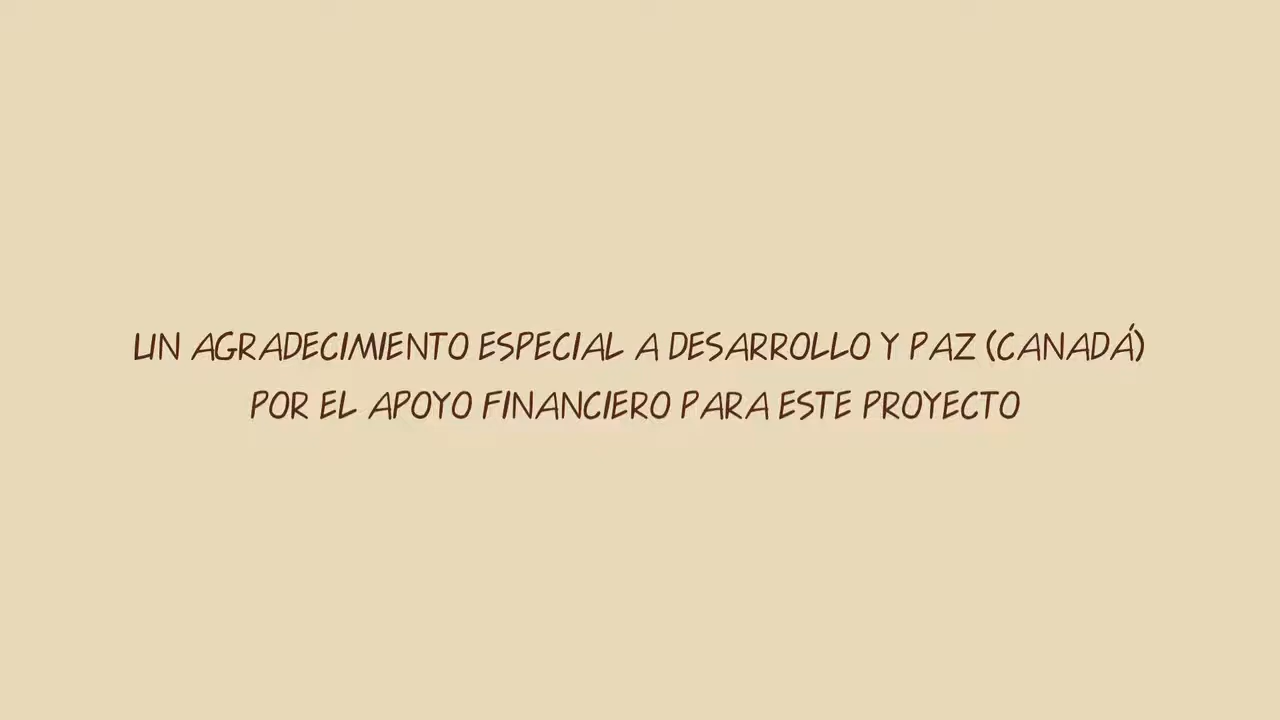 UN AGRADECIMIENTO ESPECIAL A DESARROLLO Y PAZ (CANADÁ)
POR EL APOYO FINANCIERO PARA ESTE PROYECTO